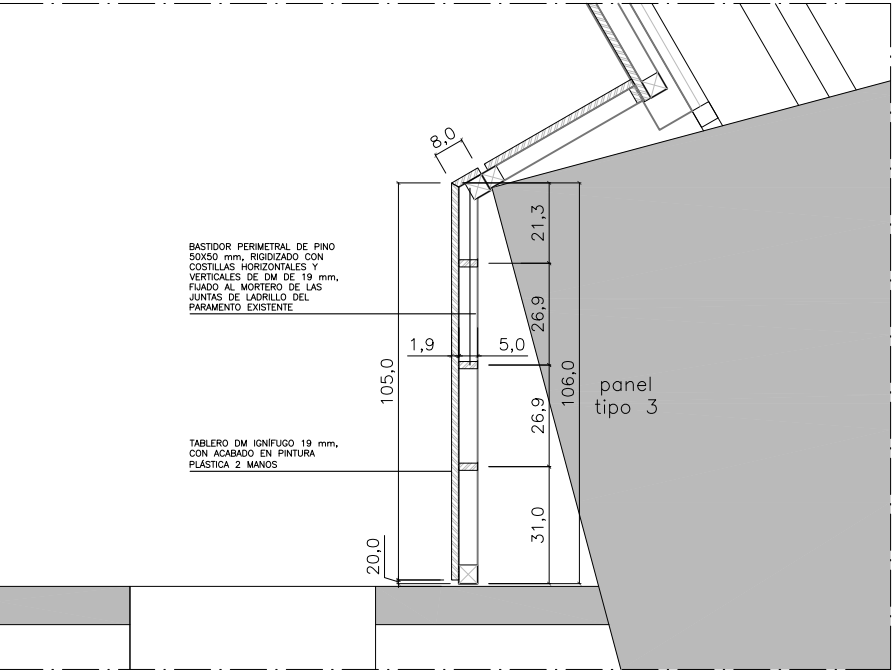 8,0
21,3
BASTIDOR PERIMETRAL DE PINO
50X50 mm, RIGIDIZADO CON
COSTILLAS HORIZONTALES Y
VERTICALES DE DM DE 19 mm,
FIJADO AL MORTERO DE LAS
JUNTAS DE LADRILLO DEL
PARAMENTO EXISTENTE
26,9
1,9
5,0
105,0
106,0
panel
tipo 3
26,9
TABLERO DM IGNÍFUGO 19 mm,
CON ACABADO EN PINTURA
PLÁSTICA 2 MANOS
31,0
20,0